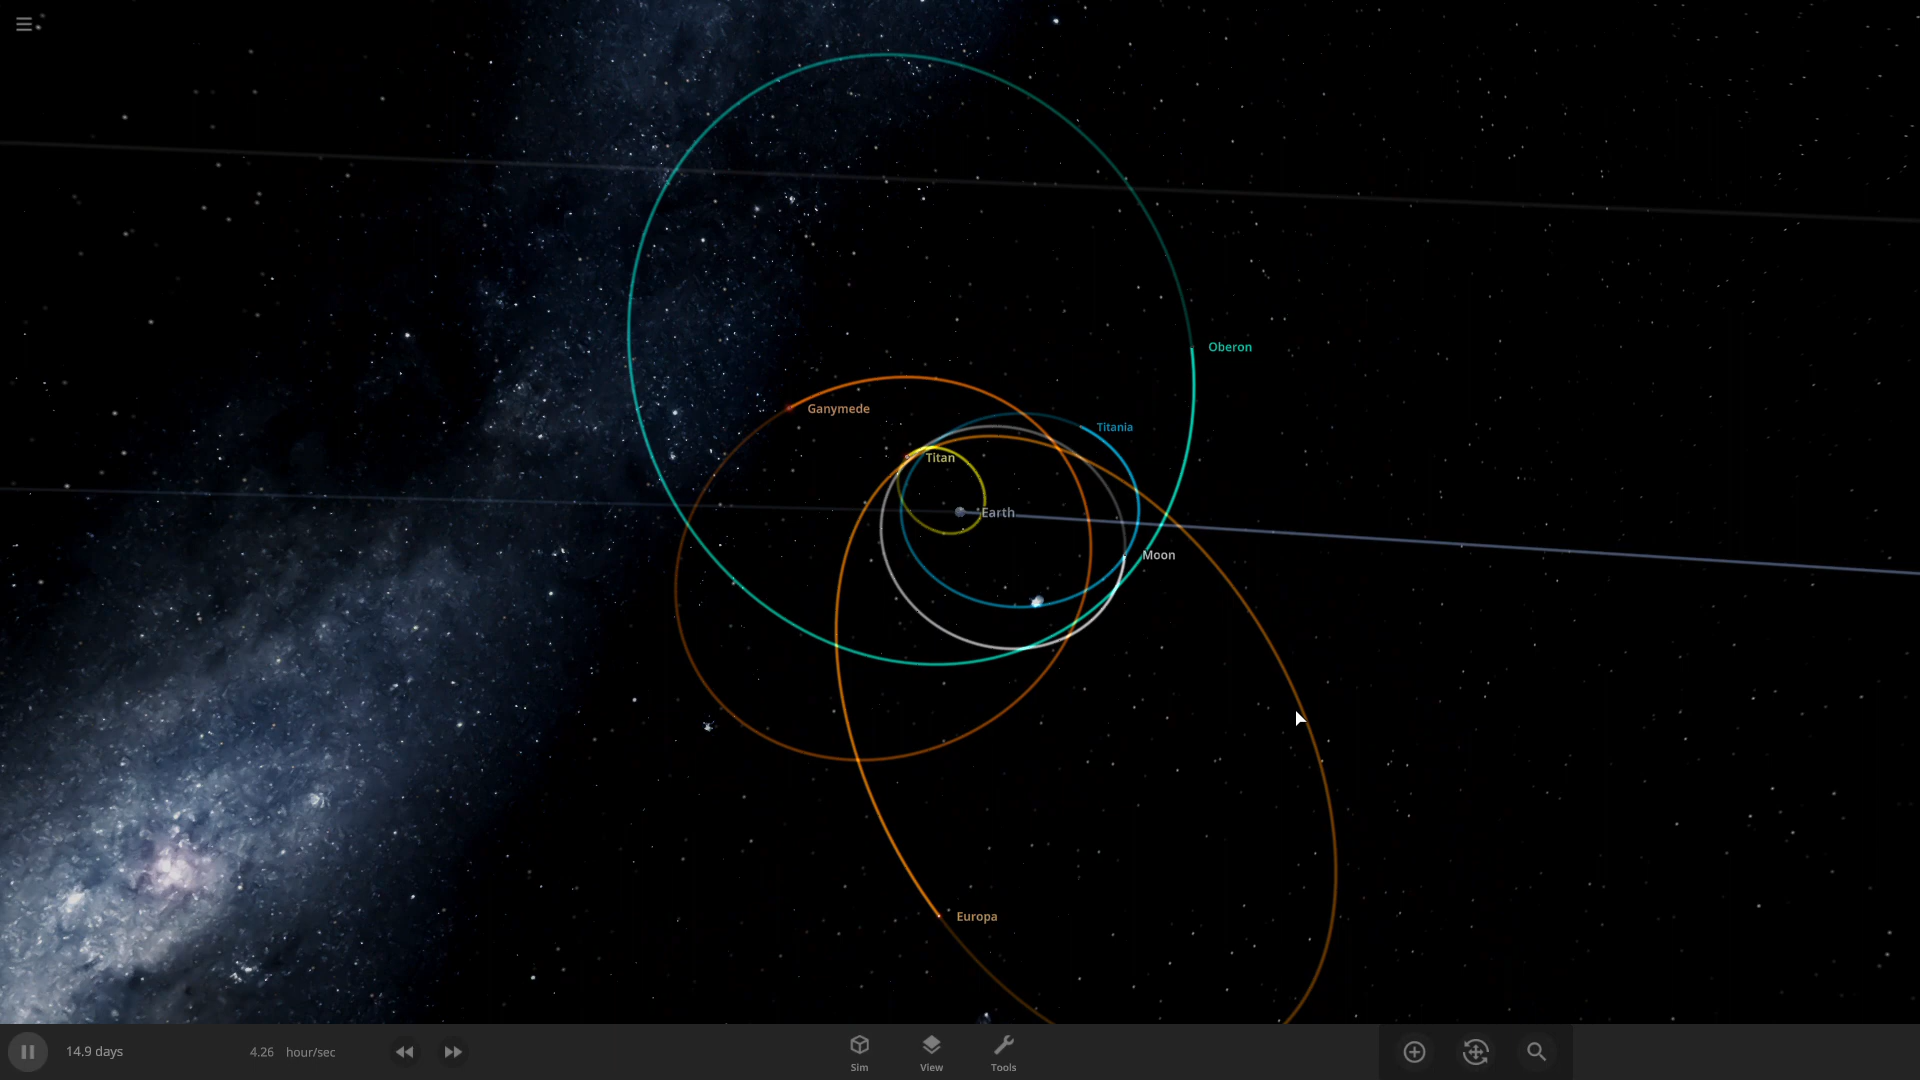 Oberon
Ganymede
Titania
Titan
Earth
Moon
Europa
14.9 days
4.26 hour/sec
Sim
View
Tools